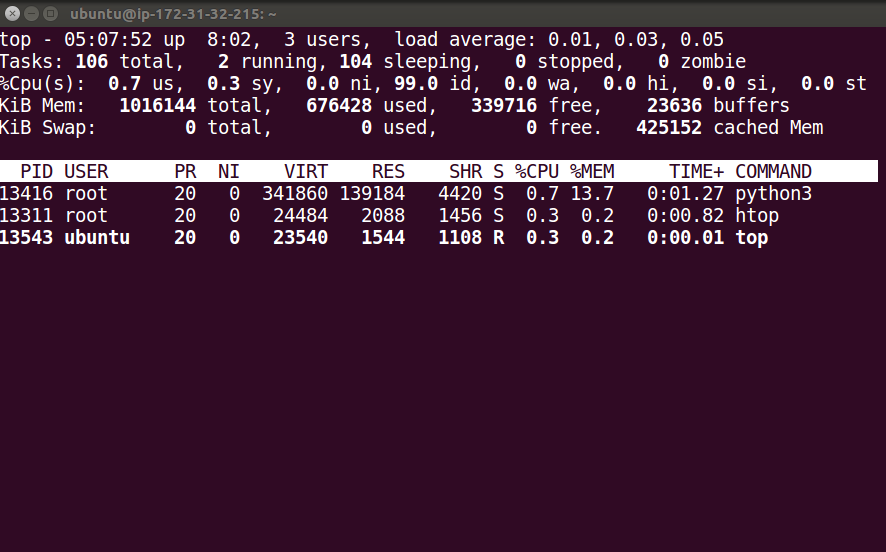 ubuntu@ip-172-31-32-215: ~
top - 05:07:52 up  8:02,  3 users,  load average: 0.01, 0.03, 0.05
Tasks: 106 total,   2 running, 104 sleeping,   0 stopped,   0 zombie
%Cpu(s):  0.7 us,  0.3 sy,  0.0 ni, 99.0 id,  0.0 wa,  0.0 hi,  0.0 si,  0.0 st
KiB Mem:   1016144 total,   676428 used,   339716 free,    23636 buffers
KiB Swap:        0 total,        0 used,        0 free.   425152 cached Mem
  PID USER      PR  NI    VIRT    RES    SHR S %CPU %MEM     TIME+ COMMAND
13416 root      20   0  341860 139184   4420 S  0.7 13.7   0:01.27 python3
13311 root      20   0   24484   2088   1456 S  0.3  0.2   0:00.82 htop
13543 ubuntu    20   0   23540   1544   1108 R  0.3  0.2   0:00.01 top